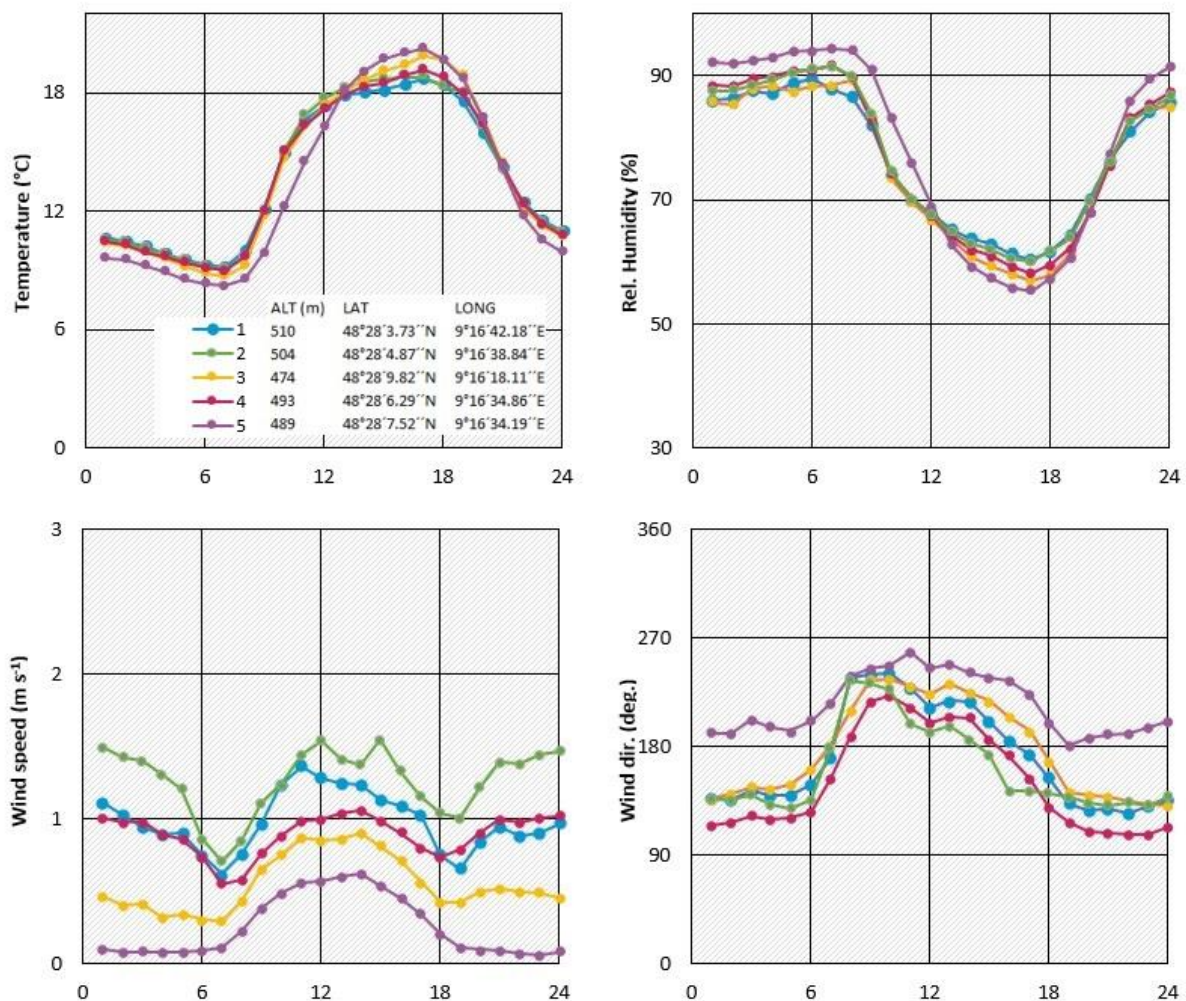 Temperature (°C)
18
12
6
0
0 6 12 18 24
ALT (m) LAT LONG
1 510 48°28´3.73´´N 9°16´42.18´´E
2 504 48°28´4.87´´N 9°16´38.84´´E
3 474 48°28´9.82´´N 9°16´18.11´´E
4 493 48°28´6.29´´N 9°16´34.86´´E
5 489 48°28´7.52´´N 9°16´34.19´´E
Rel. Humidity (%)
90
70
50
30
0 6 12 18 24
Wind speed (m s⁻¹)
3
2
1
0
0 6 12 18 24
Wind dir. (deg.)
360
270
180
90
0
0 6 12 18 24